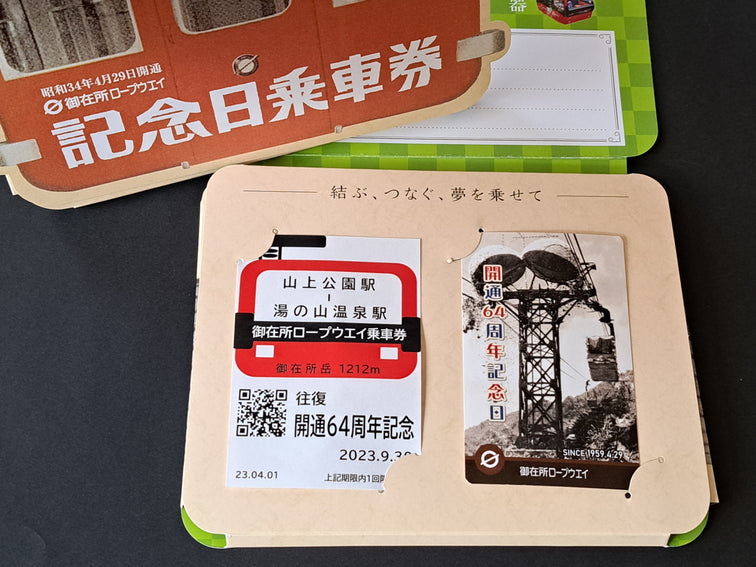 器
昭和34年4月29日開通
御在所ロープウエイ
記念日乗車券
結ぶ、つなぐ、夢を乗せて
山上公園駅
-
湯の山温泉駅
御在所ロープウエイ乗車券
御在所岳 1212m
往復
開通64周年記念
2023.9.30
23.04.01
上記期限内1回
開通64周年記念日
SINCE 1959.4.29
御在所ロープウエイ